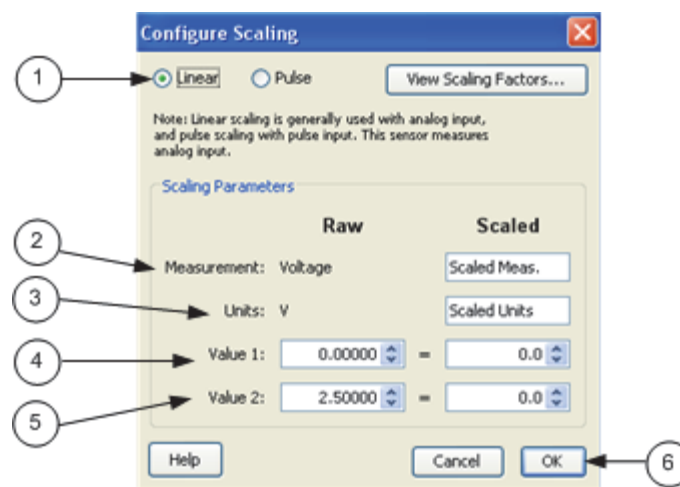 Configure Scaling
1
Linear Pulse View Scaling Factors...
Note: Linear scaling is generally used with analog input,
and pulse scaling with pulse input. This sensor measures
analog input.
Scaling Parameters
Raw Scaled
2
Measurement: Voltage Scaled Meas.
3
Units: V Scaled Units
4
Value 1: 0.00000 = 0.0
5
Value 2: 2.50000 = 0.0
Help Cancel OK
6